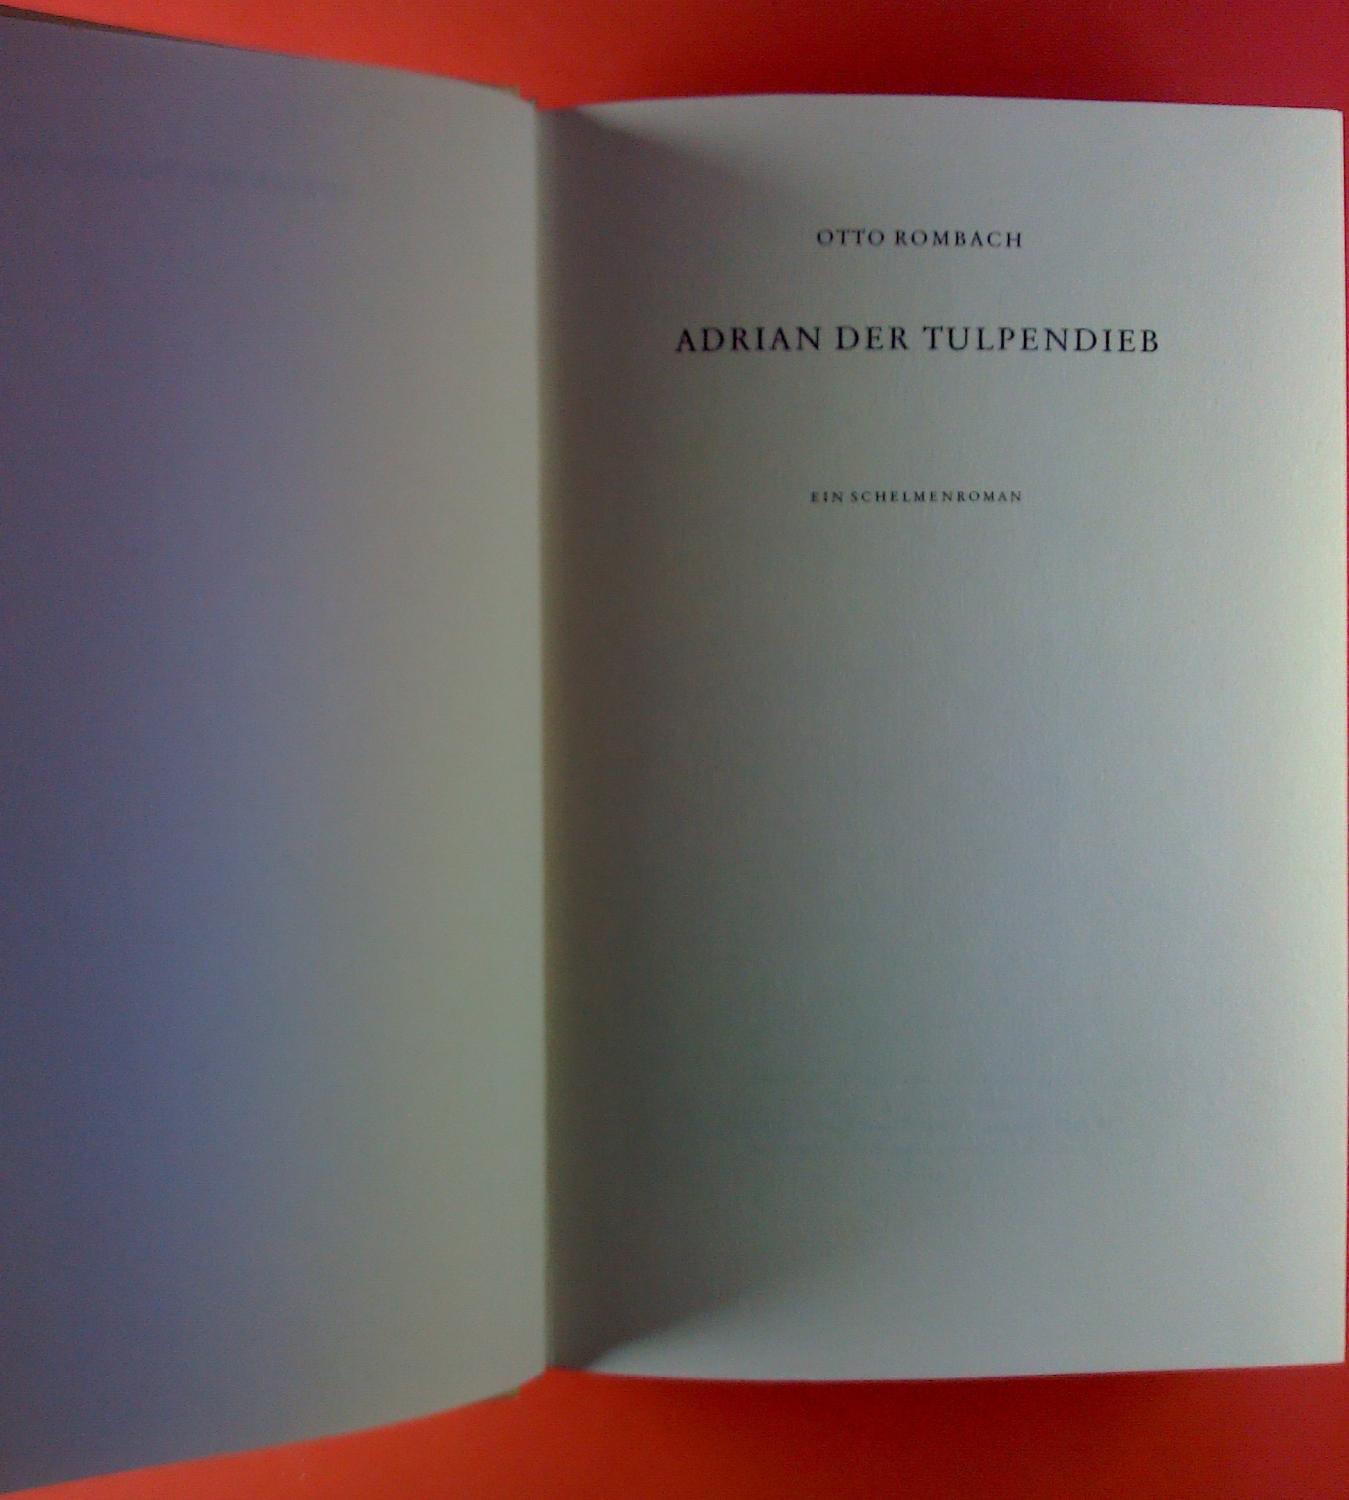 OTTO ROMBACH
ADRIAN DER TULPENDIEB
EIN SCHELMENROMAN